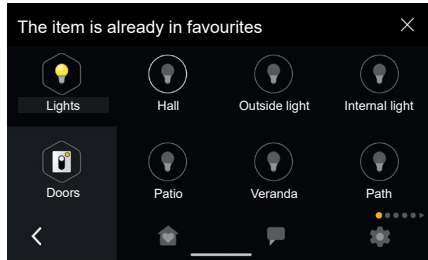 The item is already in favourites
Lights
Hall
Outside light
Internal light
Doors
Patio
Veranda
Path